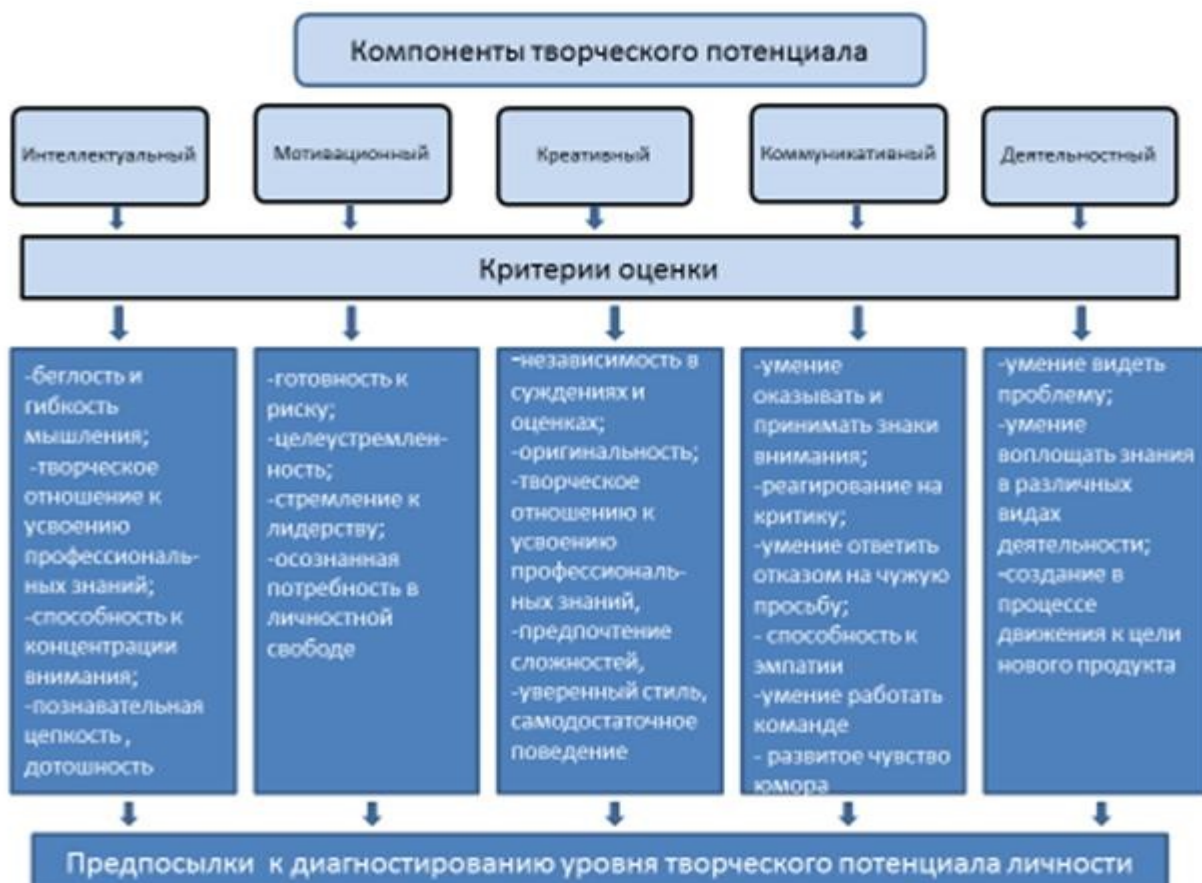 Компоненты творческого потенциала
Интеллектуальный
Мотивационный
Креативный
Коммуникативный
Деятельностный
Критерии оценки
-беглость и
гибкость
мышления;
-творческое
отношение к
усвоению
профессиональ-
ных знаний;
-способность к
концентрации
внимания;
-познавательная
цепкость ,
дотошность
-готовность к
риску;
-целеустремлен-
ность;
-стремление к
лидерству;
-осознанная
потребность в
личностной
свободе
-независимость в
суждениях и
оценках;
-оригинальность;
-творческое
отношению к
усвоению
профессиональ-
ных знаний,
-предпочтение
сложностей,
-уверенный стиль,
самодостаточное
поведение
-умение
оказывать и
принимать знаки
внимания;
-реагирование на
критику;
-умение ответить
отказом на чужую
просьбу;
- способность к
эмпатии
-умение работать
команде
- развитое чувство
юмора
-умение видеть
проблему;
-умение
воплощать знания
в различных
видах
деятельности;
-создание в
процессе
движения к цели
нового продукта
Предпосылки к диагностированию уровня творческого потенциала личности